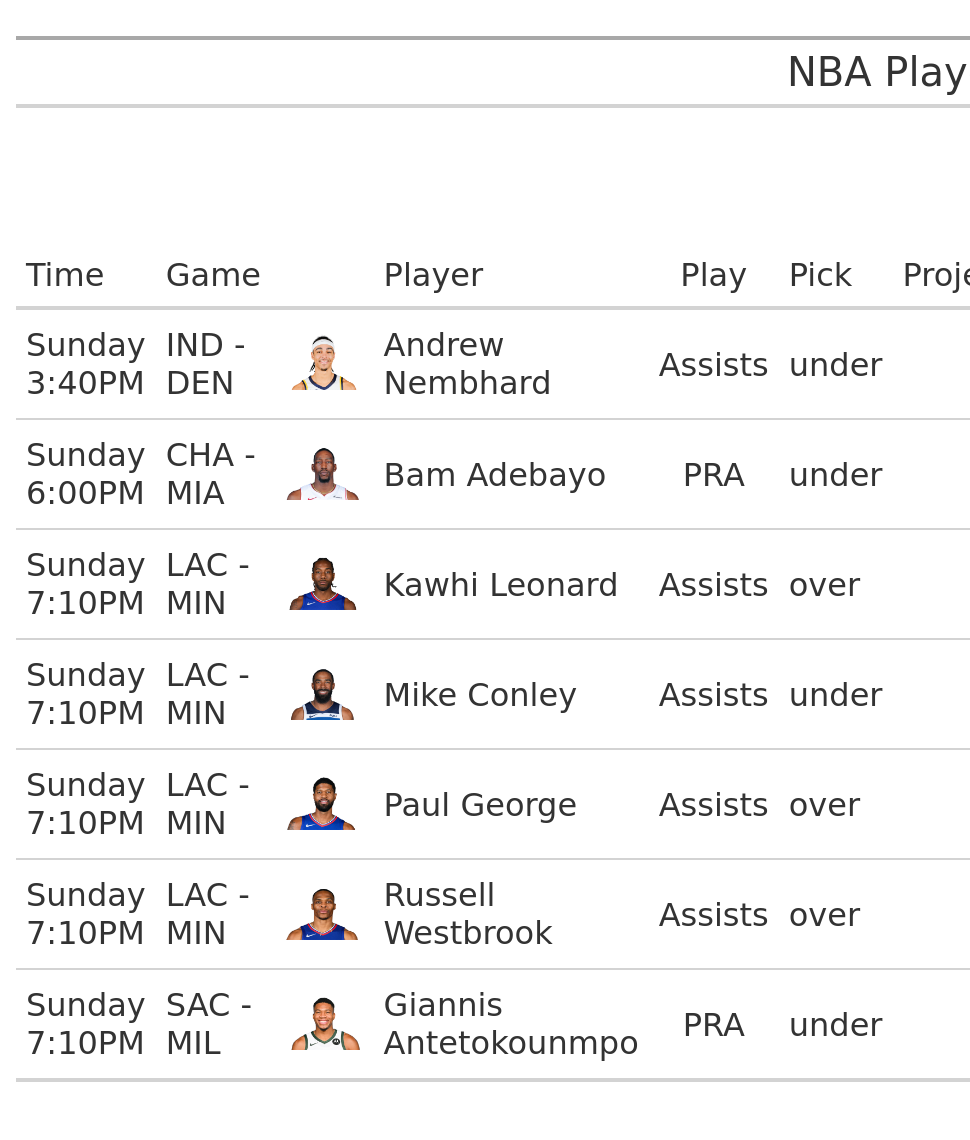 NBA Play
Time Game Player Play Pick Proje
Sunday 3:40PM IND - DEN Andrew Nembhard Assists under
Sunday 6:00PM CHA - MIA Bam Adebayo PRA under
Sunday 7:10PM LAC - MIN Kawhi Leonard Assists over
Sunday 7:10PM LAC - MIN Mike Conley Assists under
Sunday 7:10PM LAC - MIN Paul George Assists over
Sunday 7:10PM LAC - MIN Russell Westbrook Assists over
Sunday 7:10PM SAC - MIL Giannis Antetokounmpo PRA under